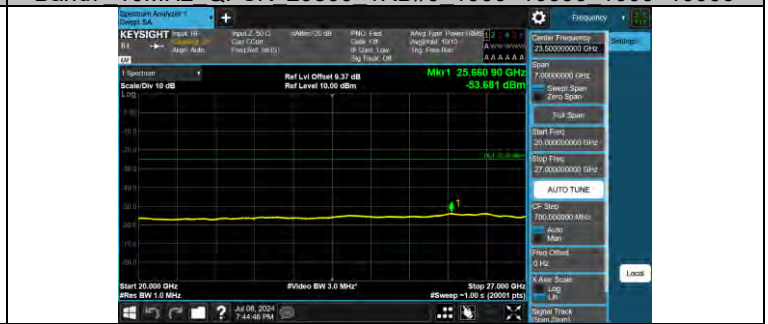 Spectrum Analyzer 1
Swept SA
Frequency
KEYSIGHT Input: RF
Input Z: 50 Ω
#Atten: 20 dB
PNO: Fast
#Avg Type: Power (RMS
Align: Auto
Freq Ref: Int (S)
Gate: Off
IF Gain: Low
Sig Track: Off
Avg|Hold: 10/10
Trig: Free Run
Center Frequency
23.500000000 GHz
Settings
Span
7.00000000 GHz
Swept Span
Zero Span
Full Span
Start Freq
20.000000000 GHz
Stop Freq
27.000000000 GHz
AUTO TUNE
CF Step
700.000000 MHz
Auto
Man
Freq Offset
0 Hz
X Axis Scale
Log
Lin
Signal Track
(Span Zoom)
Local
1 Spectrum
Scale/Div 10 dB
Log
Ref Lvl Offset 9.37 dB
Ref Level 10.00 dBm
Mkr1 25.660 90 GHz
-53.681 dBm
1
Start 20.000 GHz
#Res BW 1.0 MHz
#Video BW 3.0 MHz*
Stop 27.000 GHz
#Sweep ~1.00 s (20001 pts)
Jul 08, 2024
7:44:46 PM